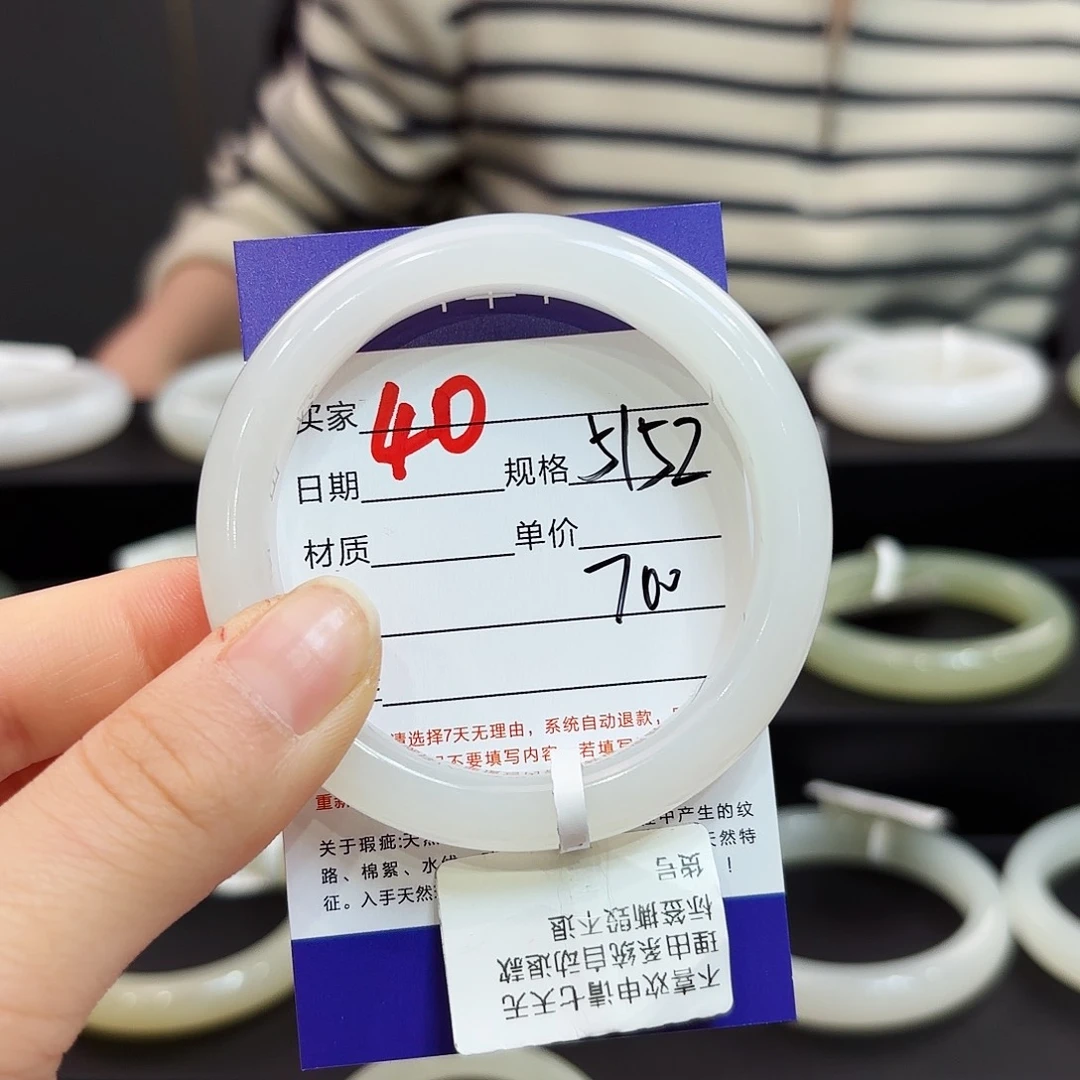 买家 40
日期 规格 5152
材质 单价
700
请选择7天无理由，系统自动退款，
不要填写内容 若填写
重新
关于瑕疵:天然 中产生的纹
路、棉絮、水线 天然特
征。入手天然 ！
不喜欢申请七天无
理由系统自动退款
标签撕毁不退
货号